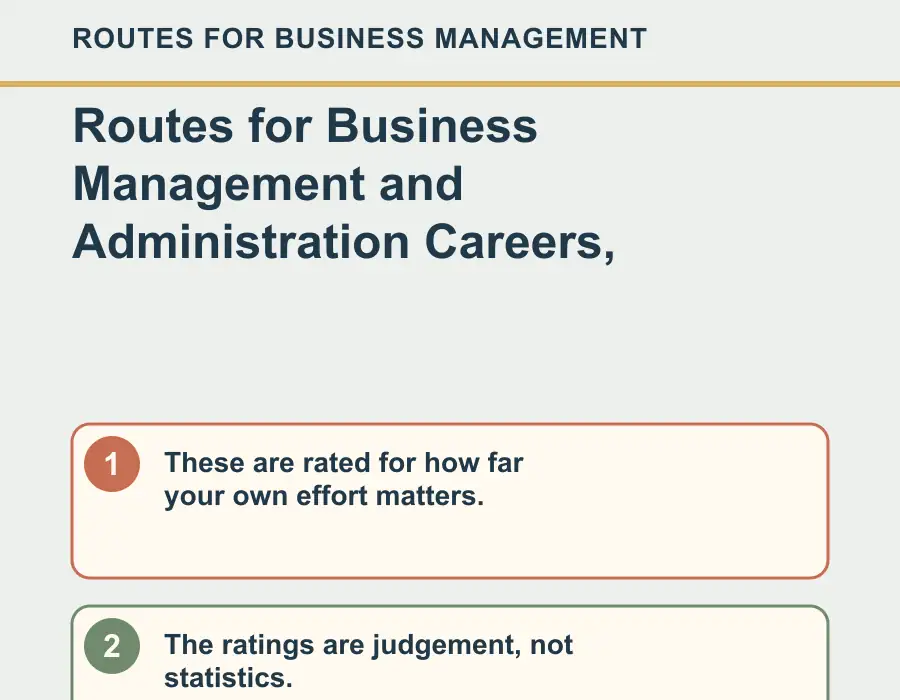 ROUTES FOR BUSINESS MANAGEMENT
Routes for Business
Management and
Administration Careers,
1
These are rated for how far
your own effort matters.
2
The ratings are judgement, not
statistics.